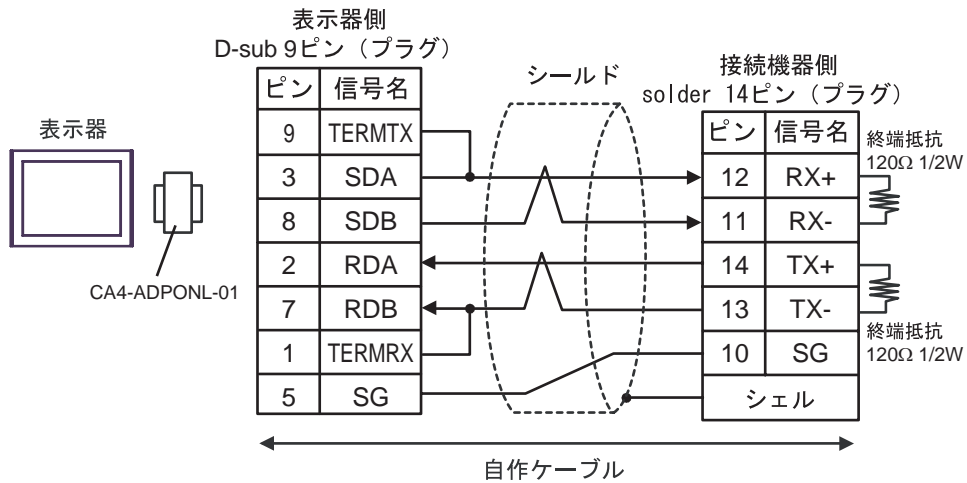 表示器側
D-sub 9ピン（プラグ）
シールド
接続機器側
solder 14ピン（プラグ）
表示器
CA4-ADPONL-01
ピン 信号名
9 TERMTX
3 SDA
8 SDB
2 RDA
7 RDB
1 TERMRX
5 SG
ピン 信号名
12 RX+
11 RX-
14 TX+
13 TX-
10 SG
シェル
終端抵抗
120Ω 1/2W
終端抵抗
120Ω 1/2W
自作ケーブル